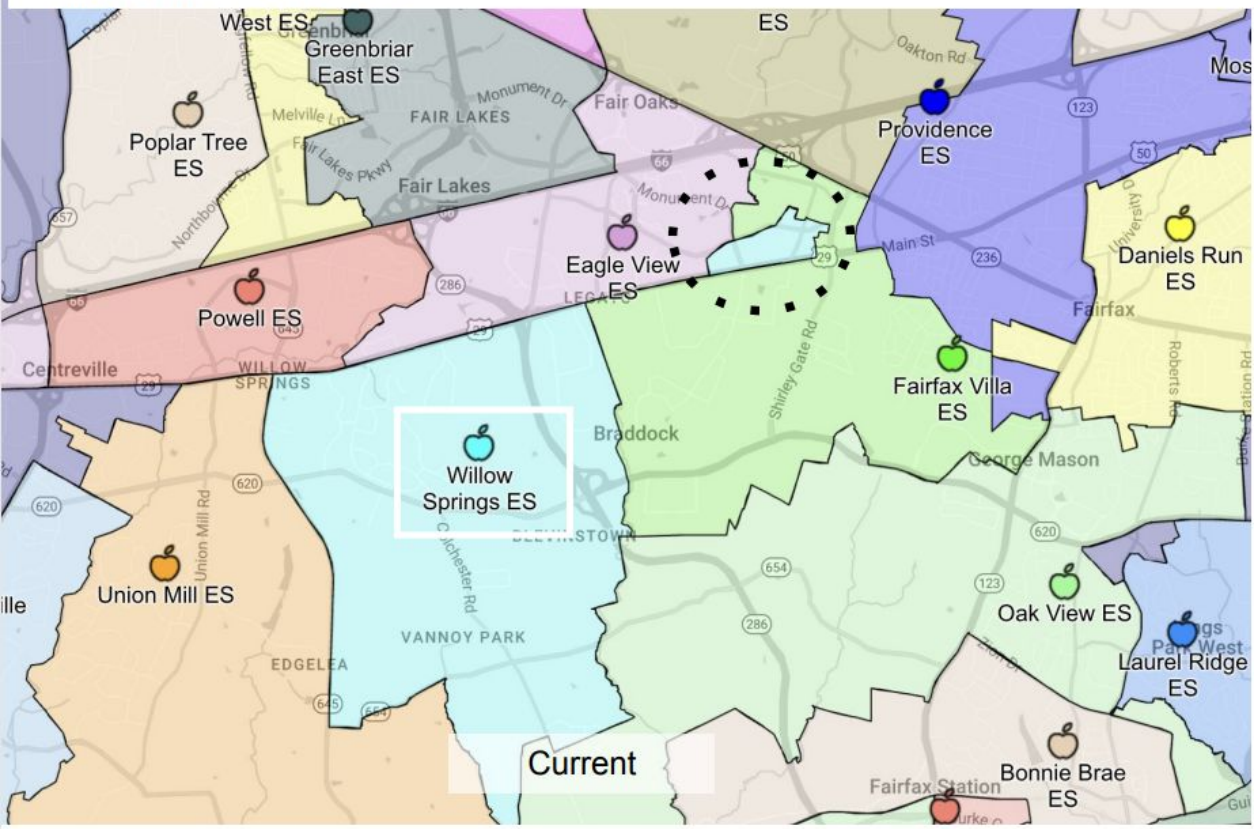 West ES
Greenbriar
East ES
ES
Oakton Rd
Mos
Providence
ES
123
50
Poplar Tree
ES
Melville Ln
Monument Dr
FAIR LAKES
Fair Oaks
Fair Lakes Pkwy
Fair Lakes
66
50
66
Monument Dr
University D
Daniels Run
ES
657
Northbourne Dr
Eagle View
ES
29
Main St
236
Fairfax
66
Powell ES
645
286
29
Centreville
WILLOW
SPRINGS
29
Shirley Gate Rd
Fairfax Villa
ES
Roberts Rd
Willow
Springs ES
Braddock
George Mason
620
620
Union Mill Rd
BLEVINSTOWN
Colchester Rd
620
Union Mill ES
654
123
286
Oak View ES
ille
VANNOY PARK
EDGELEA
Zion Dr
Park West
Laurel Ridge
ES
645
654
Current
Bonnie Brae
ES
Fairfax Station
Gui